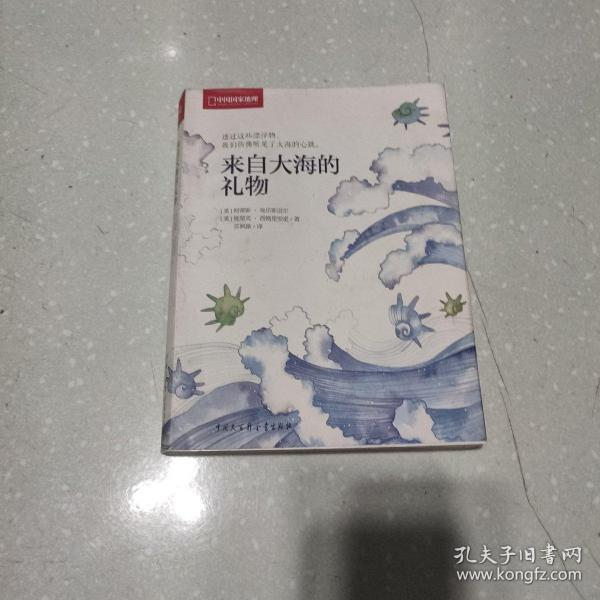 中国国家地理
透过这些漂浮物，
我们仿佛听见了大海的心跳。
来自大海的
礼物
中国大百科全书出版社
孔夫子旧书网
www.kongfz.com